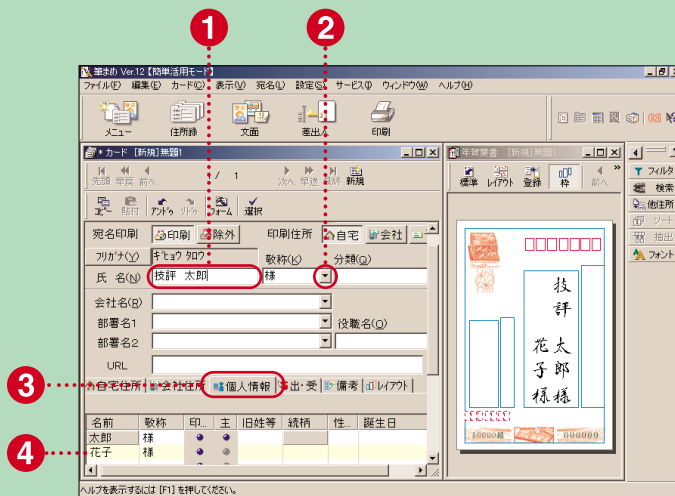 1 2
筆まめ Ver.12【簡単活用モード】
ファイル(F) 編集(E) カード(C) 表示(V) 宛名(L) 設定(S) サービス(J) ウィンドウ(W) ヘルプ(H)
メニュー 住所録 文面 差出人 印刷
* カード [新規]無題1
年賀葉書 [新規]無題1
先頭 早戻 前へ 1 / 1 次へ 早送 最終 新規
コピー 貼付 アンドゥ リドゥ フォーム 選択
標準 レイアウト 登録 枠 前へ »
フィルタ
検索
他住所
ソート
抽出
フォント
宛名印刷 印刷 除外 印刷住所 自宅 会社
フリガナ(Y) ギヒョウ タロウ 敬称(K) 分類(Q)
氏 名(N) 技評 太郎 様
会社名(R)
部署名1 役職名(O)
部署名2
URL
3 自宅住所 会社住所 個人情報 出・受 備考 レイアウト
名前 敬称 印... 主 旧姓等 続柄 性... 誕生日
太郎 様
4 花子 様
技評 太郎様
花子様
ヘルプを表示するには [F1] を押してください。